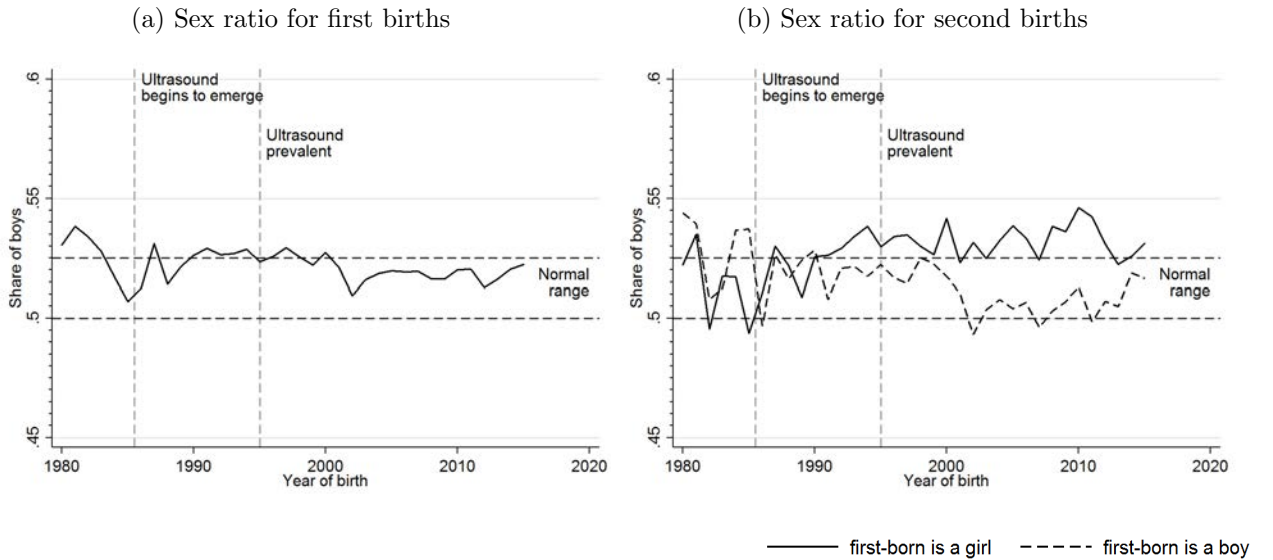 (a) Sex ratio for first births
.6
.55
.5
.45
Share of boys
Ultrasound
begins to emerge
Ultrasound
prevalent
Normal
range
1980
1990
2000
2010
2020
Year of birth
(b) Sex ratio for second births
.6
.55
.5
.45
Share of boys
Ultrasound
begins to emerge
Ultrasound
prevalent
Normal
range
1980
1990
2000
2010
2020
Year of birth
first-born is a girl
first-born is a boy